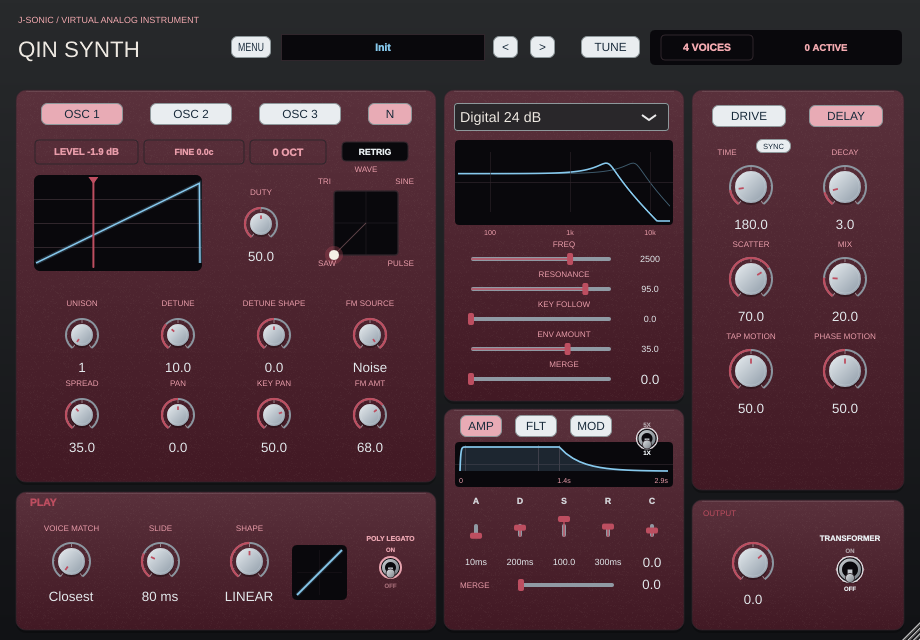 J-SONIC / VIRTUAL ANALOG INSTRUMENT
QIN SYNTH
MENU
Init
<
>
TUNE
4 VOICES
0 ACTIVE
OSC 1
OSC 2
OSC 3
N
LEVEL -1.9 dB
FINE 0.0c
0 OCT
RETRIG
WAVE
TRI
SINE
SAW
PULSE
DUTY
50.0
UNISON
DETUNE
DETUNE SHAPE
FM SOURCE
1
10.0
0.0
Noise
SPREAD
PAN
KEY PAN
FM AMT
35.0
0.0
50.0
68.0
PLAY
VOICE MATCH
SLIDE
SHAPE
Closest
80 ms
LINEAR
POLY LEGATO
ON
OFF
Digital 24 dB
100
1k
10k
FREQ
2500
RESONANCE
95.0
KEY FOLLOW
0.0
ENV AMOUNT
35.0
MERGE
0.0
AMP
FLT
MOD
5X
1X
0
1.4s
2.9s
A
D
S
R
C
10ms
200ms
100.0
300ms
0.0
MERGE
0.0
DRIVE
DELAY
TIME
SYNC
DECAY
180.0
3.0
SCATTER
MIX
70.0
20.0
TAP MOTION
PHASE MOTION
50.0
50.0
OUTPUT
0.0
TRANSFORMER
ON
OFF